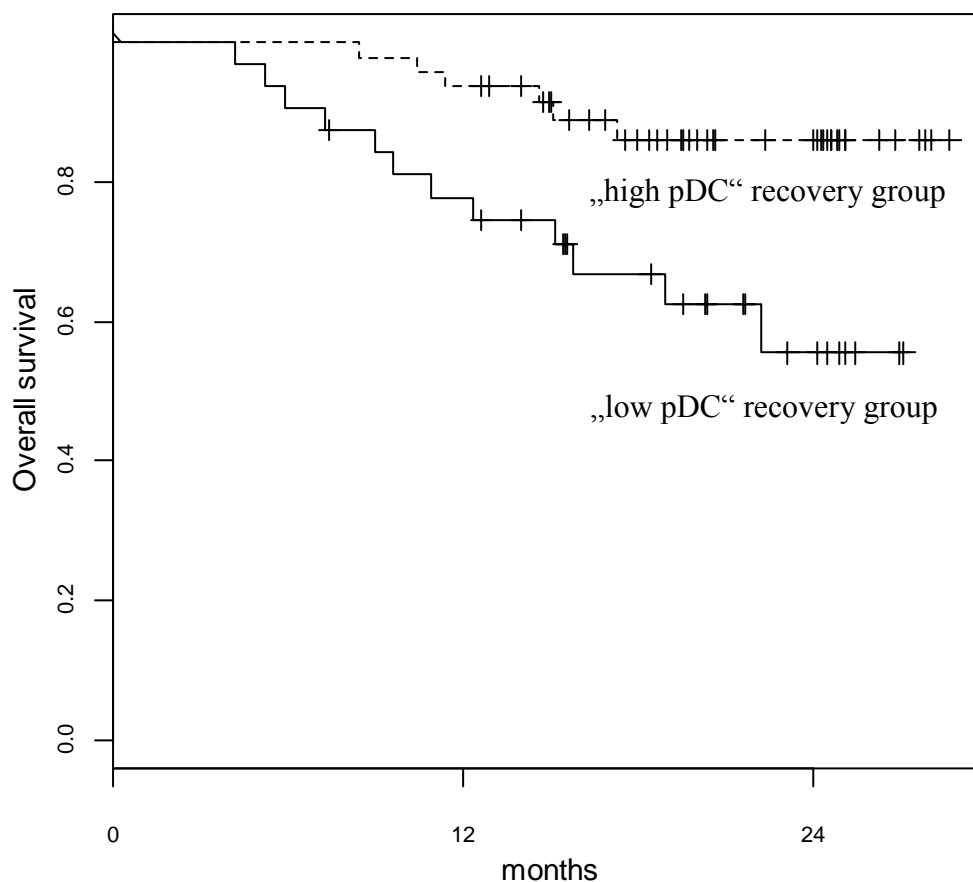 0.8
„high pDC“ recovery group
0.6
Overall survival
„low pDC“ recovery group
0.4
0.2
0.0
0
12
24
months